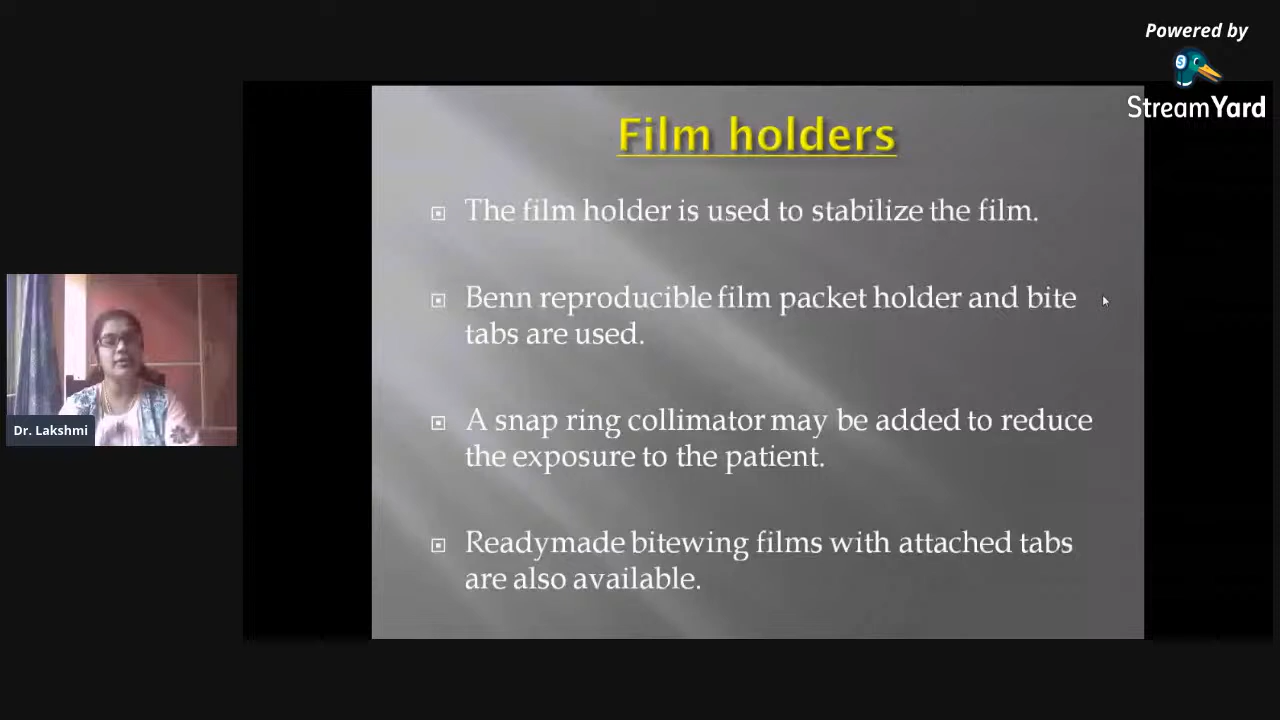 Powered by
StreamYard
Film holders
The film holder is used to stabilize the film.
Benn reproducible film packet holder and bite
tabs are used.
A snap ring collimator may be added to reduce
the exposure to the patient.
Readymade bitewing films with attached tabs
are also available.
Dr. Lakshmi